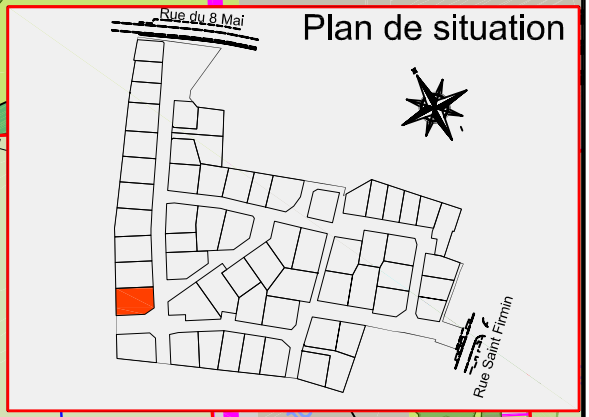 Plan de situation
Rue du 8 Mai
Rue Saint Firmin